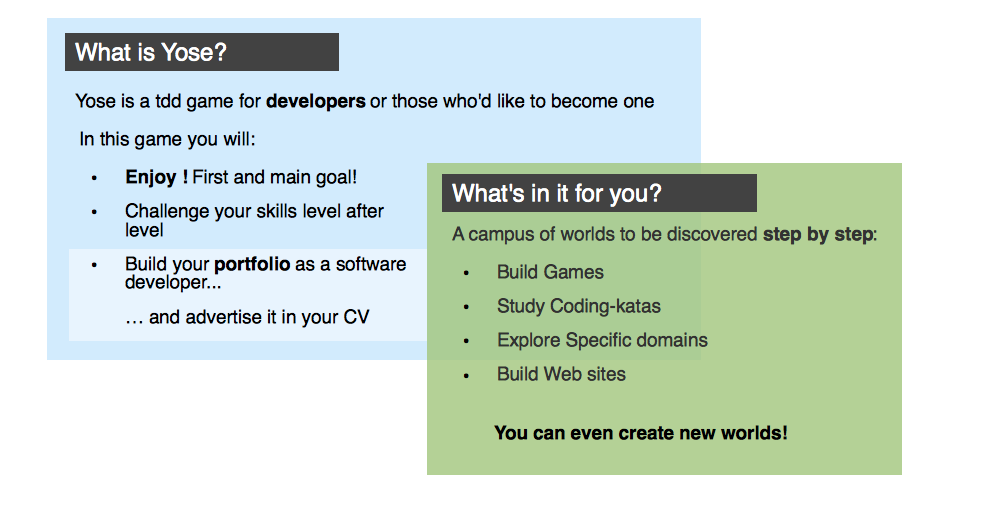 What is Yose?
Yose is a tdd game for developers or those who'd like to become one
In this game you will:
• Enjoy ! First and main goal!
• Challenge your skills level after
level
• Build your portfolio as a software
developer...
… and advertise it in your CV
What's in it for you?
A campus of worlds to be discovered step by step:
• Build Games
• Study Coding-katas
• Explore Specific domains
• Build Web sites
You can even create new worlds!